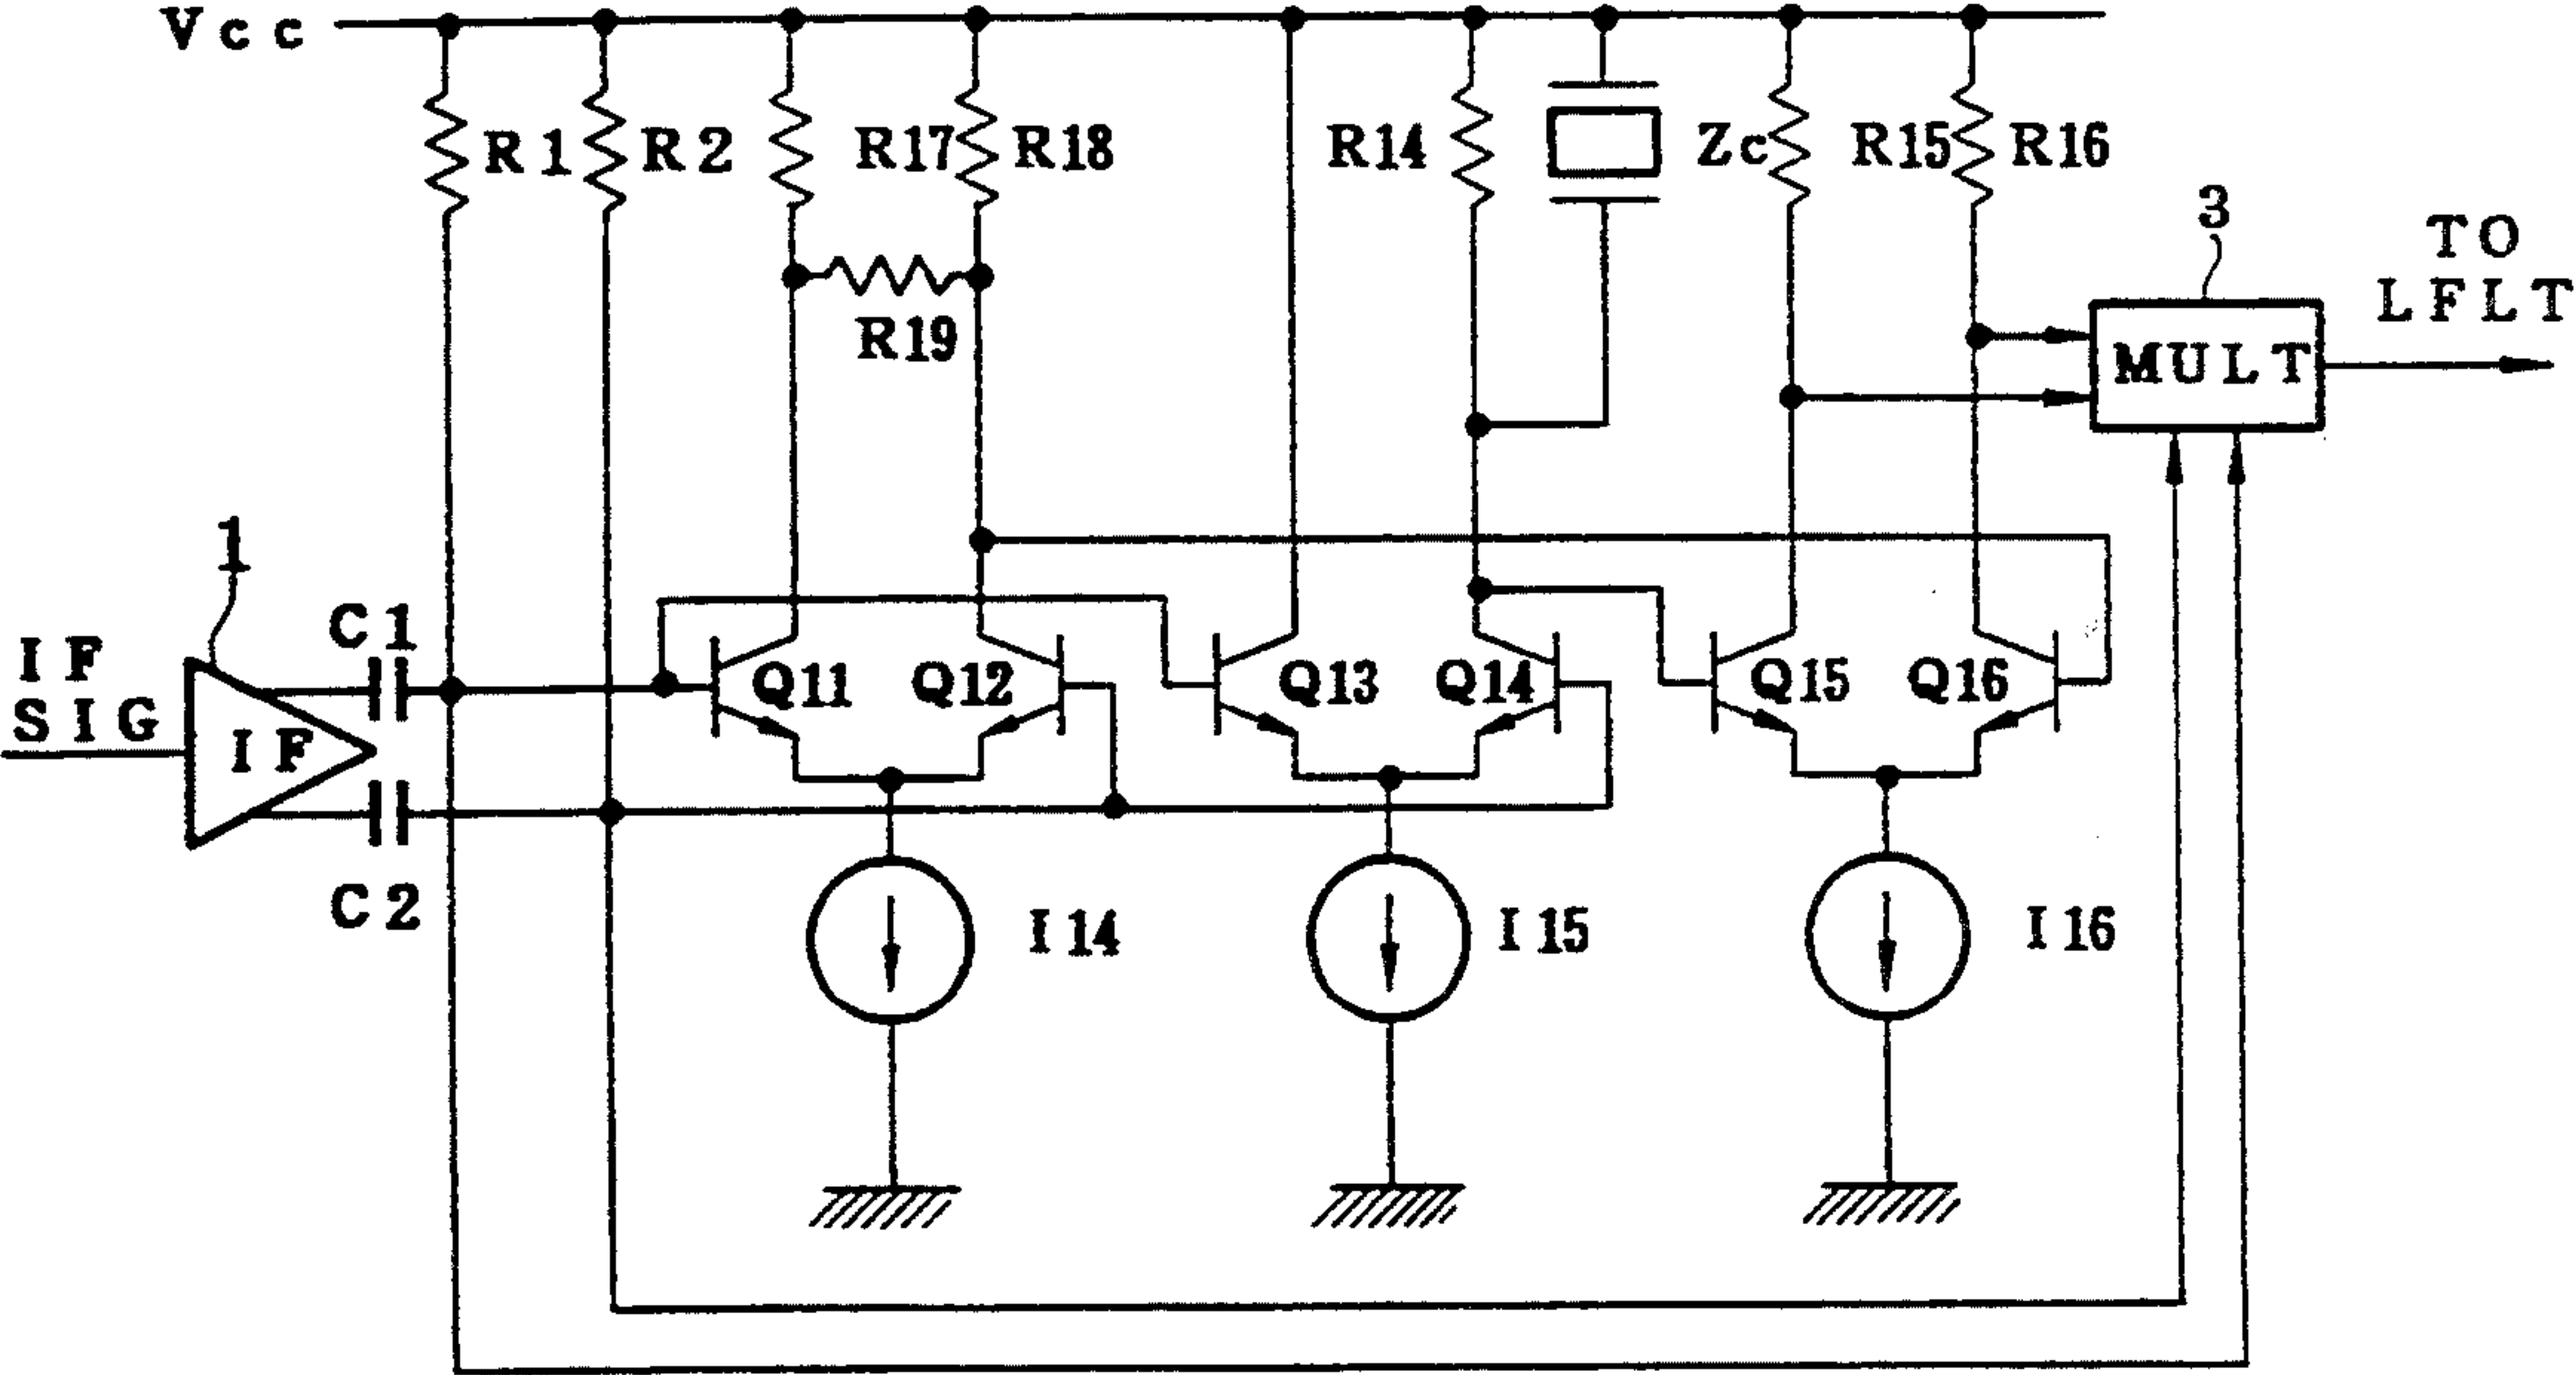 Vcc
R1 R2 R17 R18 R14 Zc R15 R16
3
TO
LFLT
R19
MULT
1
C1
IF
SIG
IF
Q11 Q12 Q13 Q14 Q15 Q16
C2
I14 I15 I16